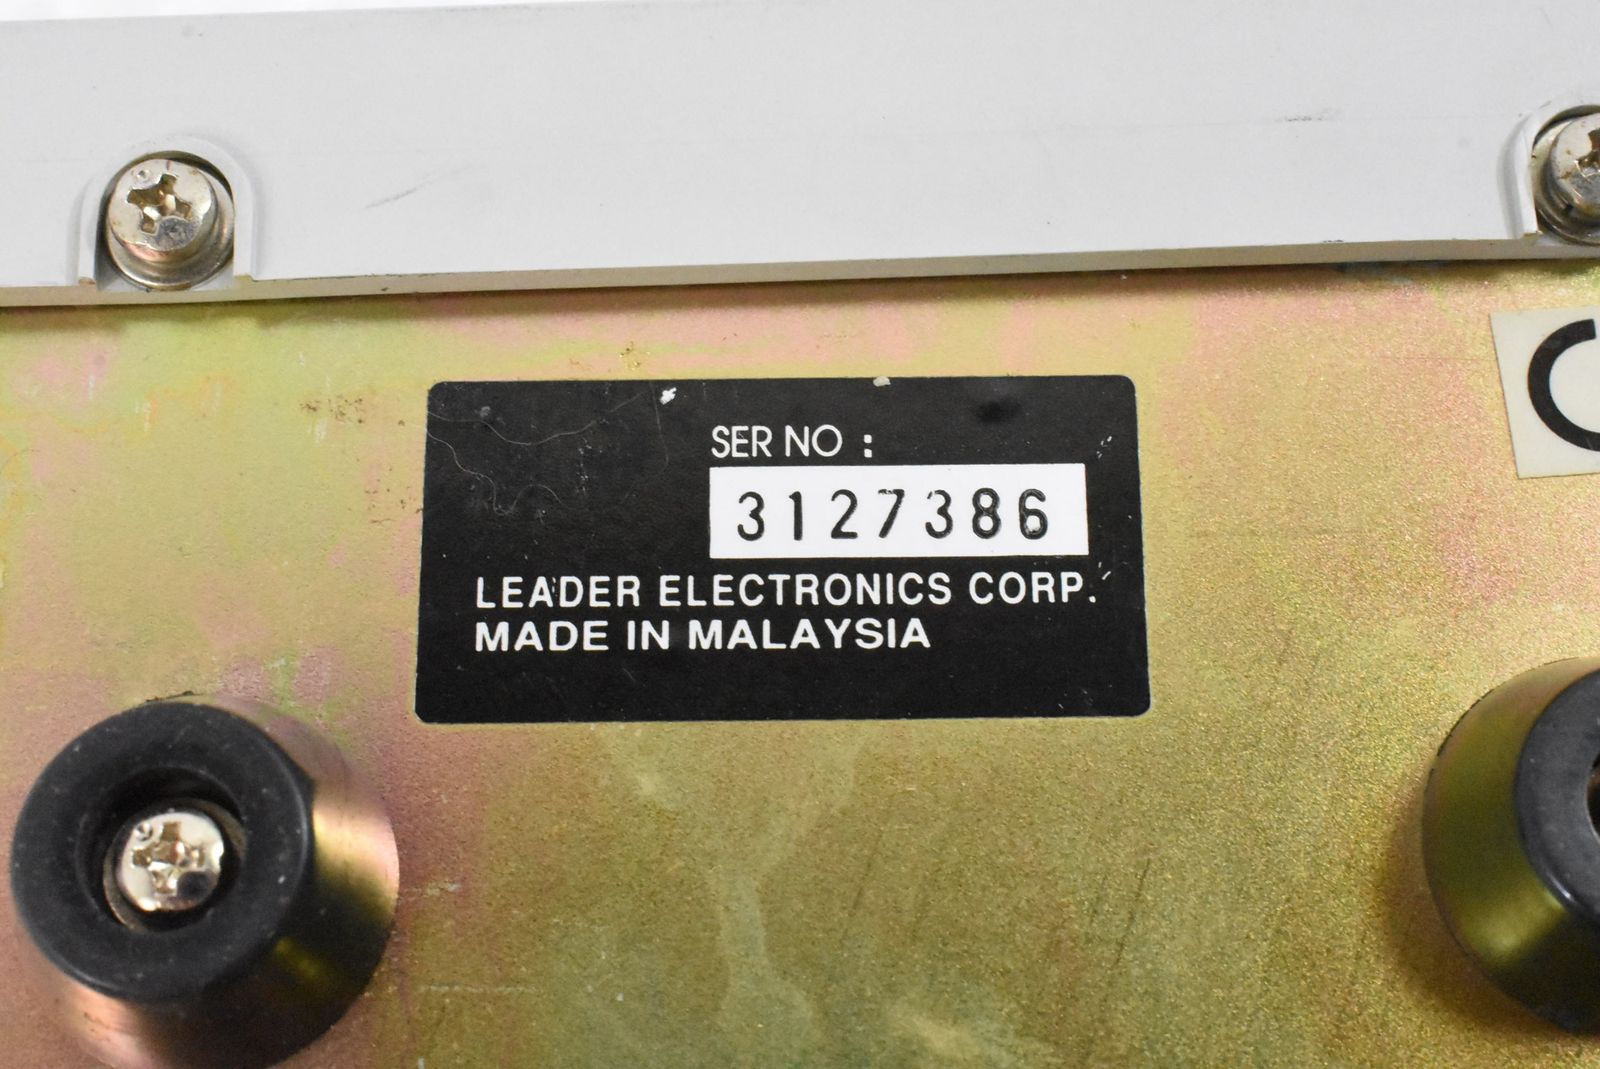 SER NO :
3127386
LEADER ELECTRONICS CORP.
MADE IN MALAYSIA